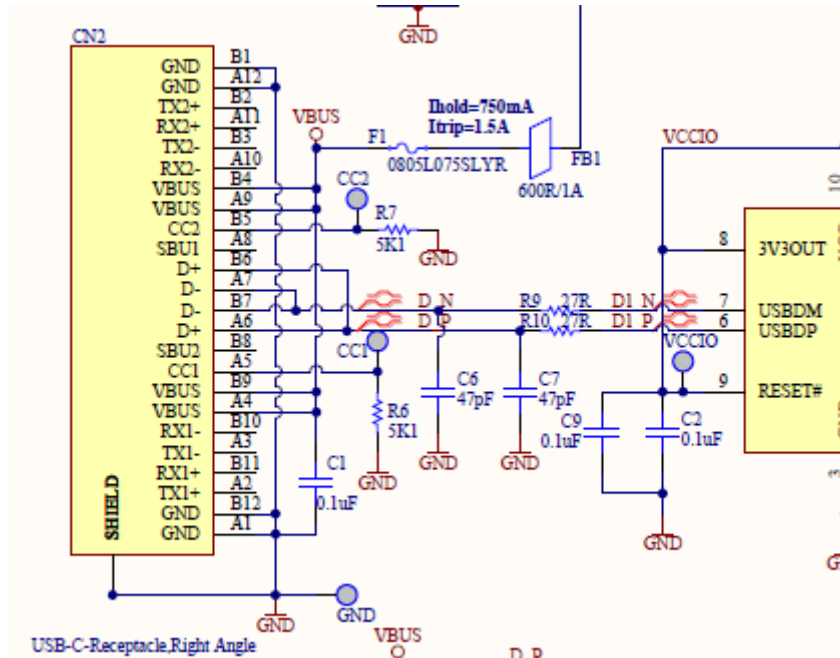 CN2
GND
GND B1
GND A12
TX2+ B2
RX2+ A11
TX2- B3
RX2- A10
VBUS B4
VBUS A9
CC2 B5
SBU1 A8
D+ B6
D- A7
D- B7
D+ A6
SBU2 B8
CC1 A5
VBUS B9
VBUS A4
RX1- B10
TX1- A3
RX1+ B11
TX1+ A2
GND B12
GND A1
SHIELD
VBUS
F1
0805L075SLYR
Ihold=750mA
Itrip=1.5A
FB1
600R/1A
CC2
R7
5K1
GND
D_N
D_P
R9 27R
R10 27R
D1_N
D1_P
CC1
R6
5K1
GND
C6
47pF
GND
C7
47pF
GND
C1
0.1uF
VCCIO
10
8 3V3OUT
7 USBDM
6 USBDP
VCCIO
9 RESET#
C9
0.1uF
C2
0.1uF
GND
3
GND
GND
USB-C-Receptacle,Right Angle
VBUS